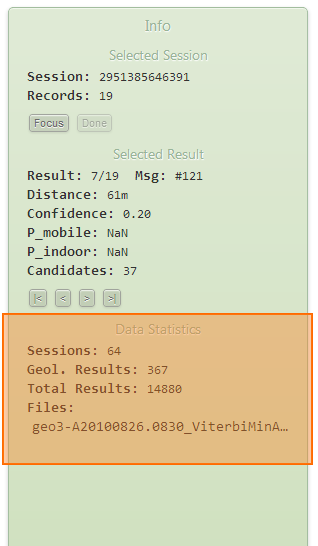 Info
Selected Session
Session: 2951385646391
Records: 19
Focus Done
Selected Result
Result: 7/19 Msg: #121
Distance: 61m
Confidence: 0.20
P_mobile: NaN
P_indoor: NaN
Candidates: 37
|< < > >|
Data Statistics
Sessions: 64
Geol. Results: 367
Total Results: 14880
Files:
geo3-A20100826.0830_ViterbiMinA…